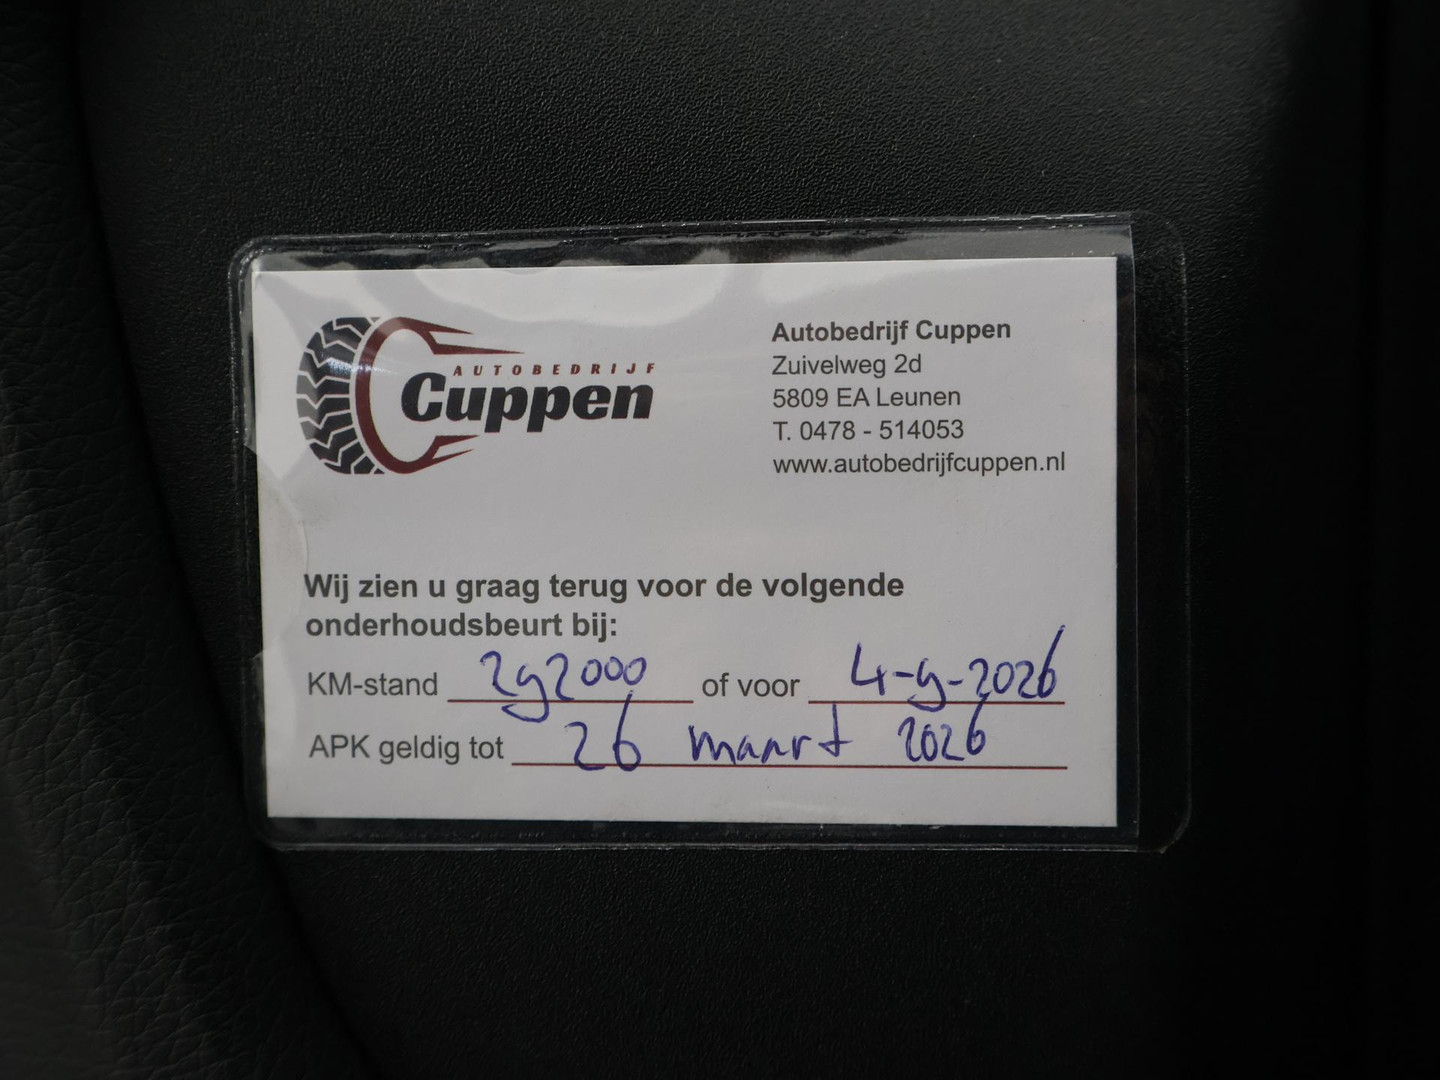 AUTOBEDRIJF
Cuppen
Autobedrijf Cuppen
Zuivelweg 2d
5809 EA Leunen
T. 0478 - 514053
www.autobedrijfcuppen.nl
Wij zien u graag terug voor de volgende
onderhoudsbeurt bij:
KM-stand 292000 of voor 4-9-2026
APK geldig tot 26 maart 2026